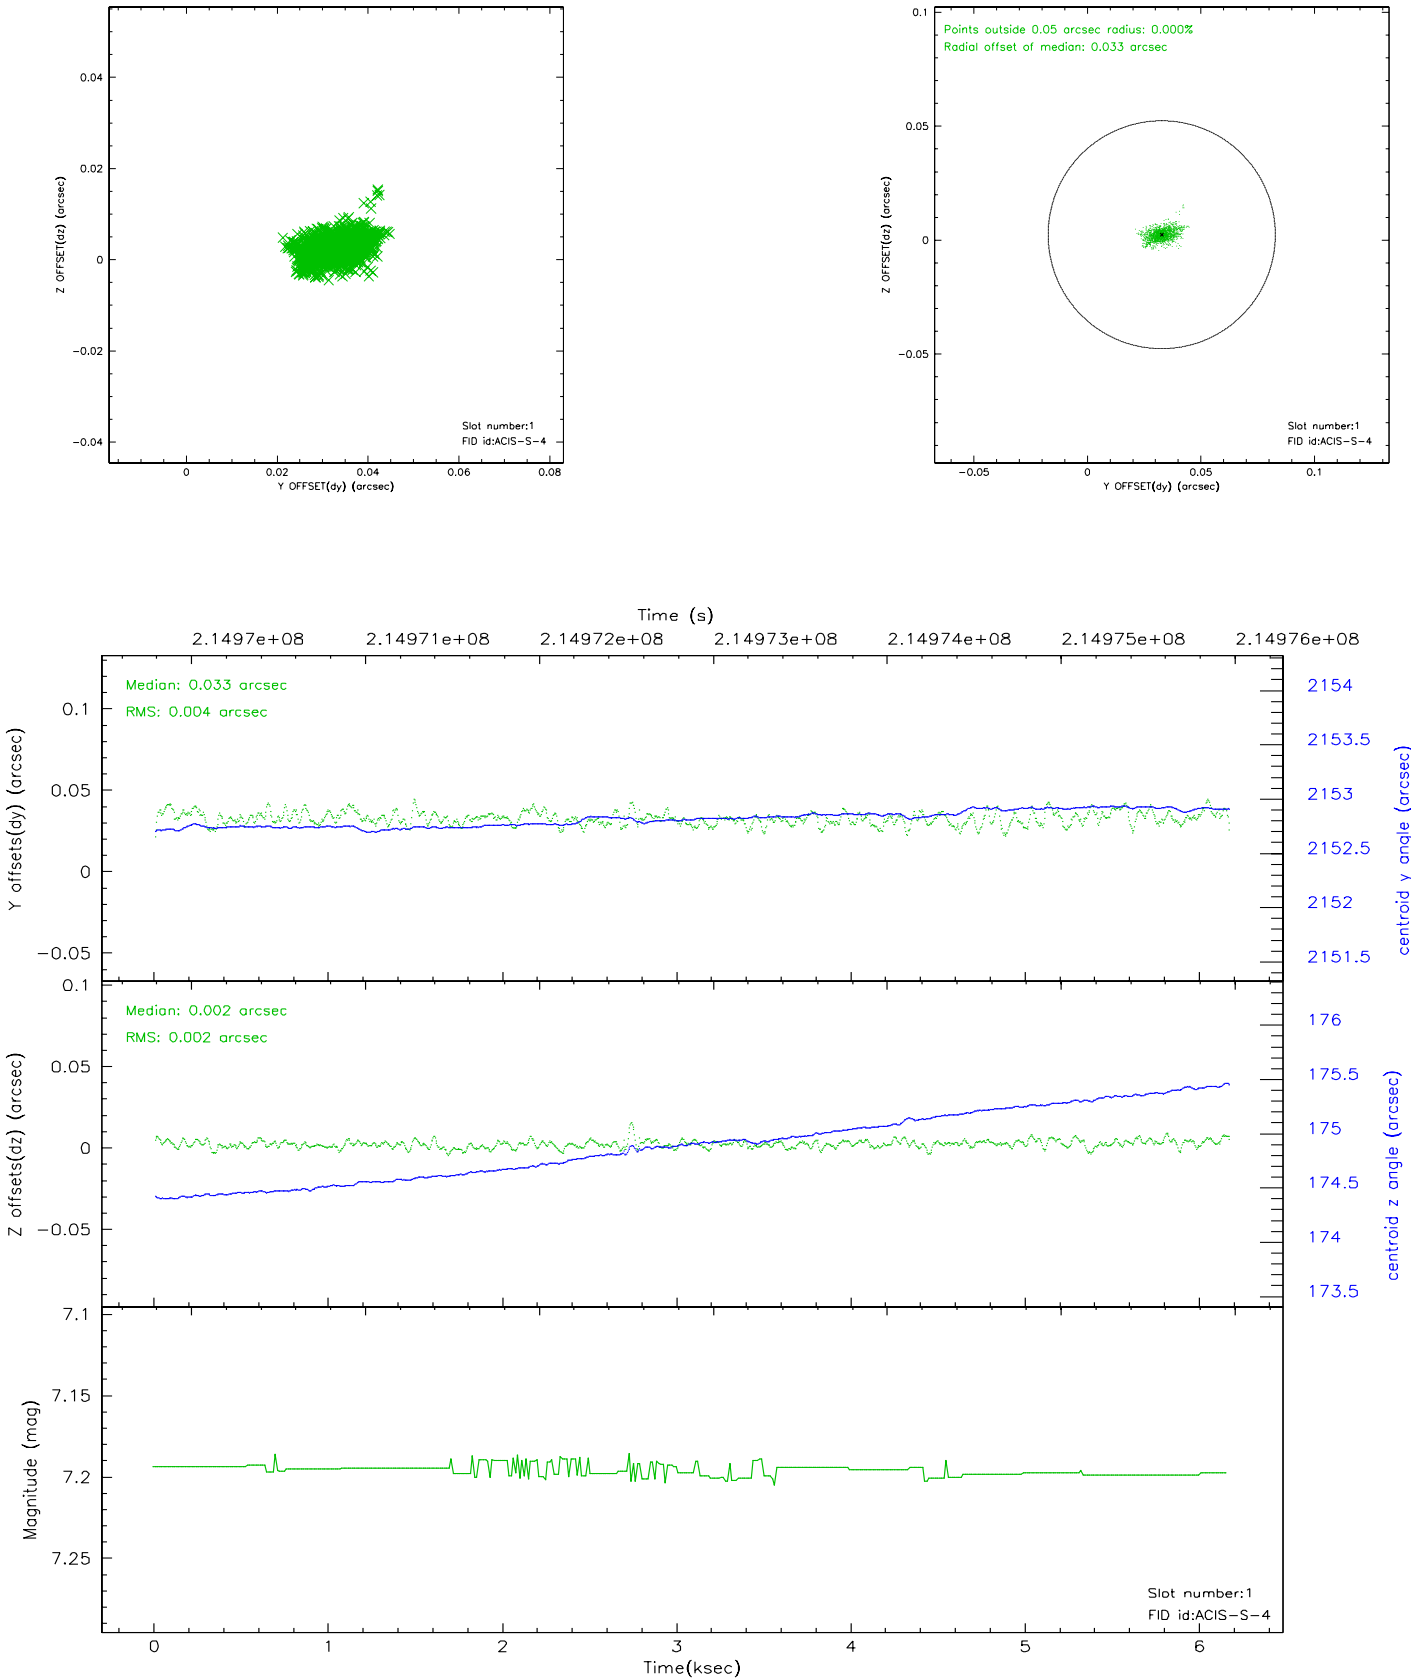 0.04
0.02
0
−0.02
−0.04
Z OFFSET(dz) (arcsec)
Slot number:1
FID id:ACIS−S−4
0 0.02 0.04 0.06 0.08
Y OFFSET(dy) (arcsec)
Points outside 0.05 arcsec radius: 0.000%
Radial offset of median: 0.033 arcsec
0.1
0.05
0
−0.05
Z OFFSET(dz) (arcsec)
Slot number:1
FID id:ACIS−S−4
−0.05 0 0.05 0.1
Y OFFSET(dy) (arcsec)
Time (s)
2.1497e+08 2.14971e+08 2.14972e+08 2.14973e+08 2.14974e+08 2.14975e+08 2.14976e+08
Median: 0.033 arcsec
RMS: 0.004 arcsec
0.1
0.05
0
−0.05
Y offsets(dy) (arcsec)
2154
2153.5
2153
2152.5
2152
2151.5
centroid y angle (arcsec)
Median: 0.002 arcsec
RMS: 0.002 arcsec
0.1
0.05
0
−0.05
Z offsets(dz) (arcsec)
176
175.5
175
174.5
174
173.5
centroid z angle (arcsec)
7.1
7.15
7.2
7.25
Magnitude (mag)
Slot number:1
FID id:ACIS−S−4
0 1 2 3 4 5 6
Time(ksec)